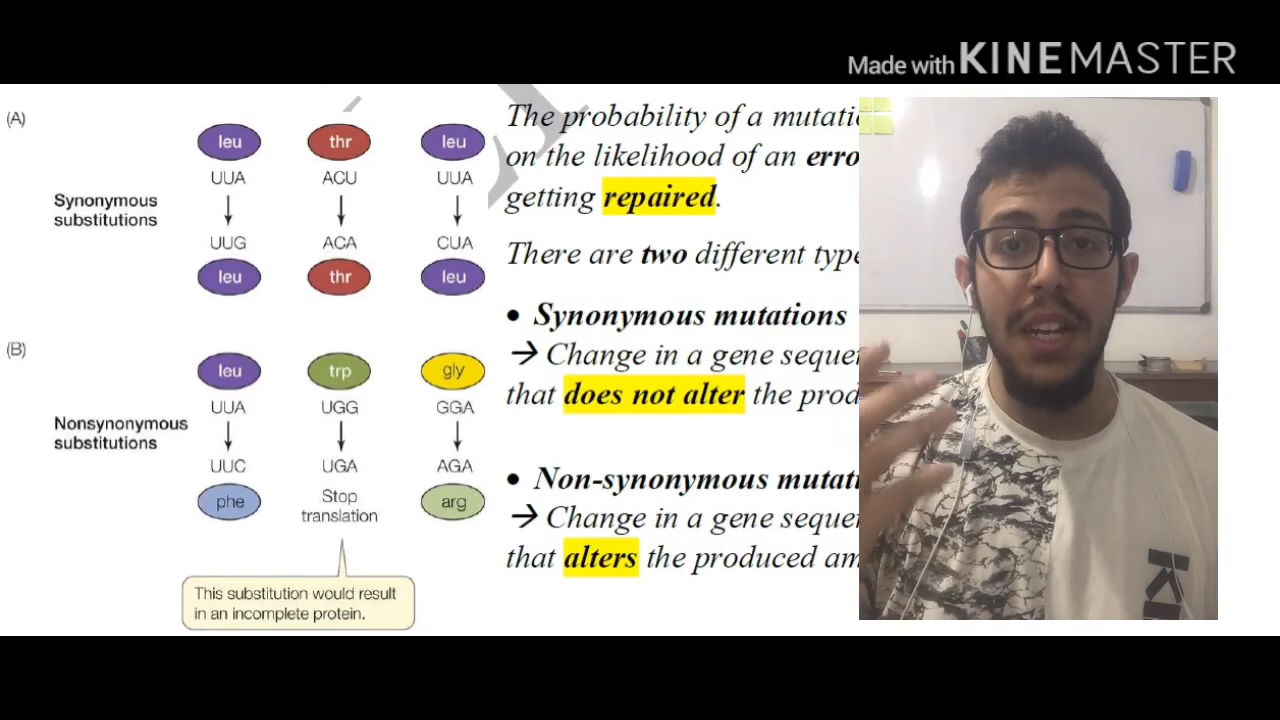 Made with KINEMASTER
(A)
leu thr leu
UUA ACU UUA
Synonymous
substitutions
UUG ACA CUA
leu thr leu
(B)
leu trp gly
UUA UGG GGA
Nonsynonymous
substitutions
UUC UGA AGA
phe Stop translation arg
This substitution would result
in an incomplete protein.
The probability of a mutati
on the likelihood of an erro
getting repaired.
There are two different type
• Synonymous mutations
→ Change in a gene sequen
that does not alter the prod
• Non-synonymous mutati
→ Change in a gene sequen
that alters the produced am